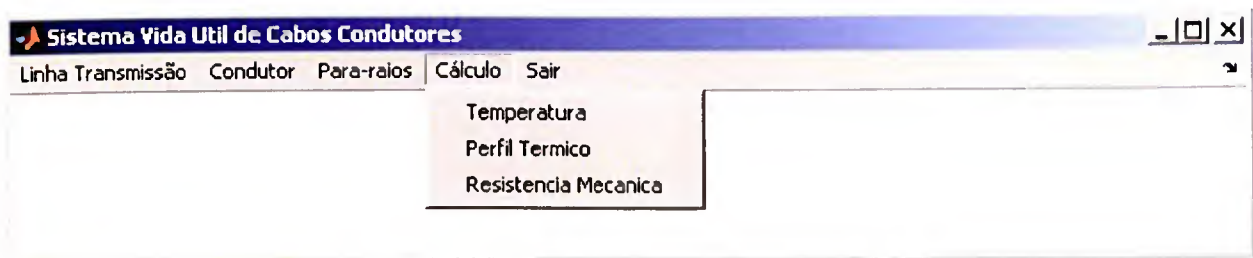 Sistema Vida Util de Cabos Condutores
Linha Transmissão Condutor Para-raios Cálculo Sair
Temperatura
Perfil Termico
Resistencia Mecanica